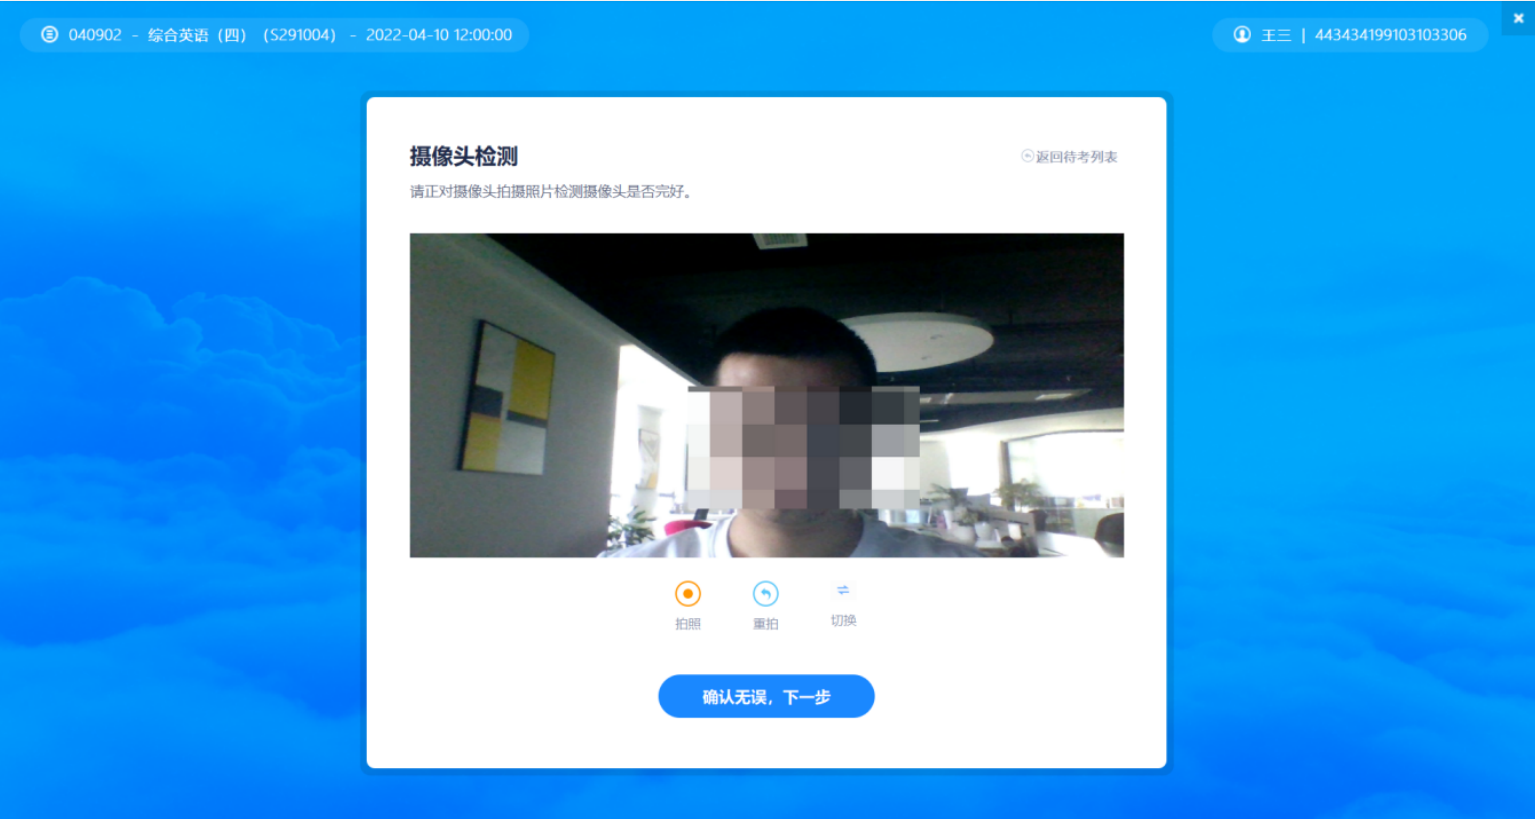 040902 - 综合英语（四）（S291004） - 2022-04-10 12:00:00
王三 | 443434199103103306
摄像头检测
返回待考列表
请正对摄像头拍摄照片检测摄像头是否完好。
拍照
重拍
切换
确认无误，下一步